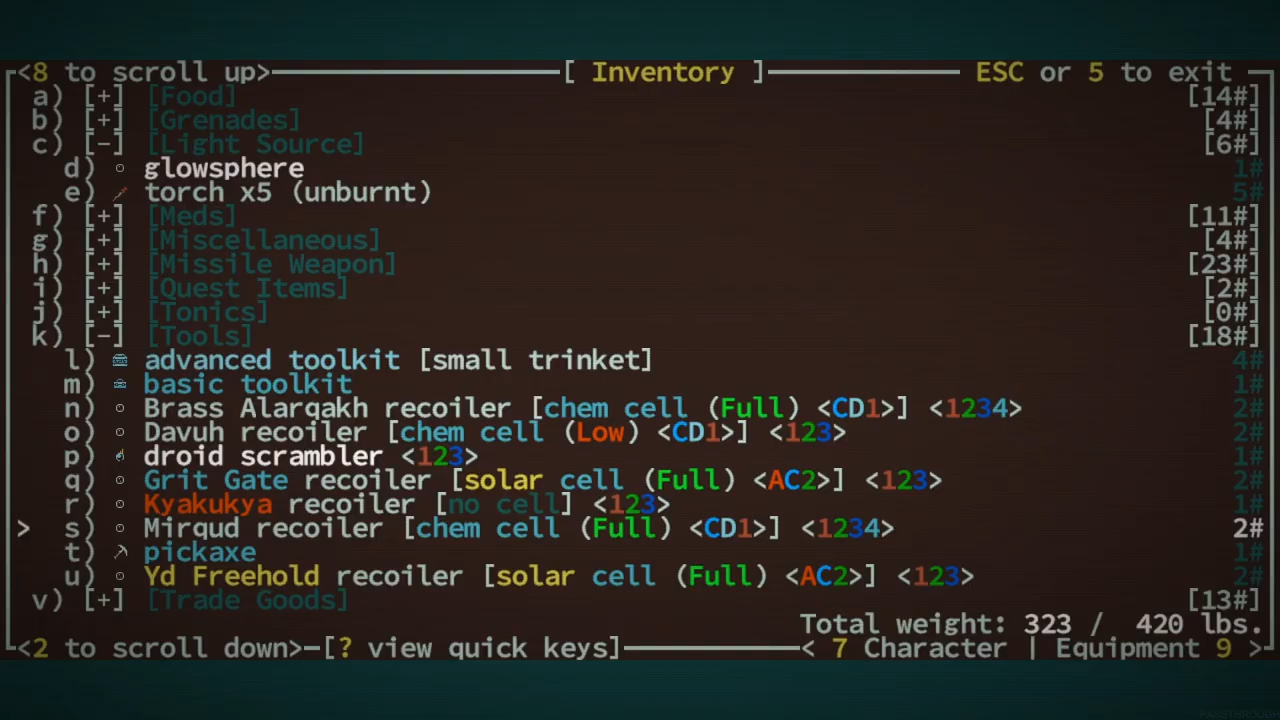 <8 to scroll up> [ Inventory ] ESC or 5 to exit
a) [+] [Food] [14#]
b) [+] [Grenades] [4#]
c) [-] [Light Source] [6#]
d) glowsphere 1#
e) torch x5 (unburnt) 5#
f) [+] [Meds] [11#]
g) [+] [Miscellaneous] [4#]
h) [+] [Missile Weapon] [23#]
i) [+] [Quest Items] [2#]
j) [+] [Tonics] [0#]
k) [-] [Tools] [18#]
l) advanced toolkit [small trinket] 4#
m) basic toolkit 1#
n) Brass Alarqakh recoiler [chem cell (Full) <CD1>] <1234> 2#
o) Davuh recoiler [chem cell (Low) <CD1>] <123> 2#
p) droid scrambler <123> 1#
q) Grit Gate recoiler [solar cell (Full) <AC2>] <123> 2#
r) Kyakukya recoiler [no cell] <123> 1#
> s) Mirqud recoiler [chem cell (Full) <CD1>] <1234> 2#
t) pickaxe 1#
u) Yd Freehold recoiler [solar cell (Full) <AC2>] <123> 2#
v) [+] [Trade Goods] [13#]
Total weight: 323 / 420 lbs.
<2 to scroll down> [? view quick keys] < 7 Character | Equipment 9 >